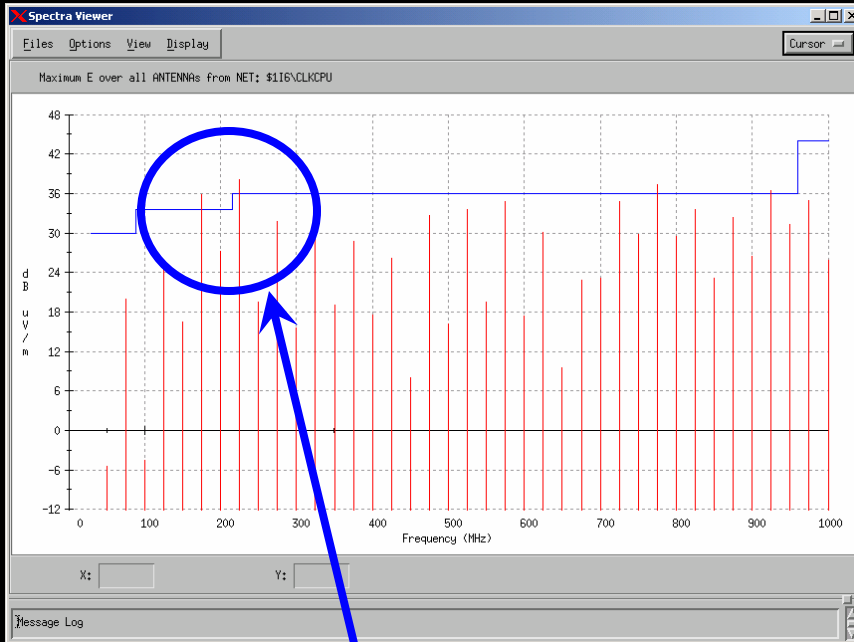 Spectra Viewer
Files Options View Display
Cursor
Maximum E over all ANTENNAs from NET: $1I6\CLKCPU
48
42
36
30
24
18
12
6
0
-6
-12
dB uV/m
0 100 200 300 400 500 600 700 800 900 1000
Frequency (MHz)
X: Y:
Message Log